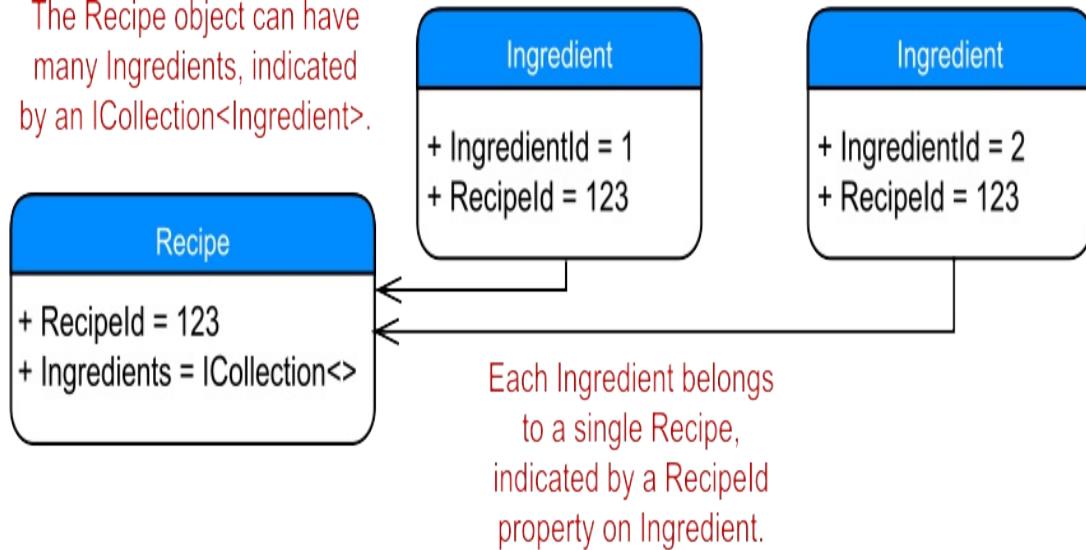 The Recipe object can have
many Ingredients, indicated
by an ICollection<Ingredient>.
Ingredient
+ IngredientId = 1
+ RecipeId = 123
Ingredient
+ IngredientId = 2
+ RecipeId = 123
Recipe
+ RecipeId = 123
+ Ingredients = ICollection<>
Each Ingredient belongs
to a single Recipe,
indicated by a RecipeId
property on Ingredient.